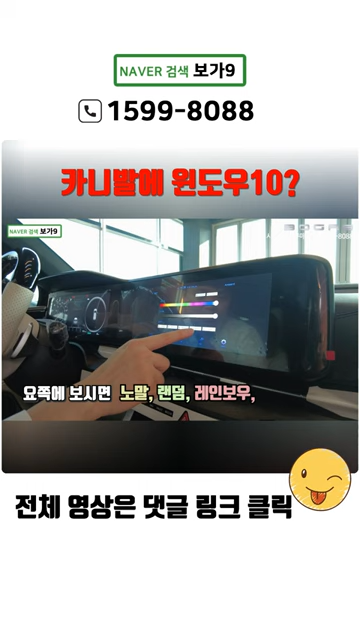 NAVER 검색 보가9
1599-8088
카니발에 윈도우10?
NAVER 검색 보가9
요쪽에 보시면 노말, 랜덤, 레인보우,
전체 영상은 댓글 링크 클릭